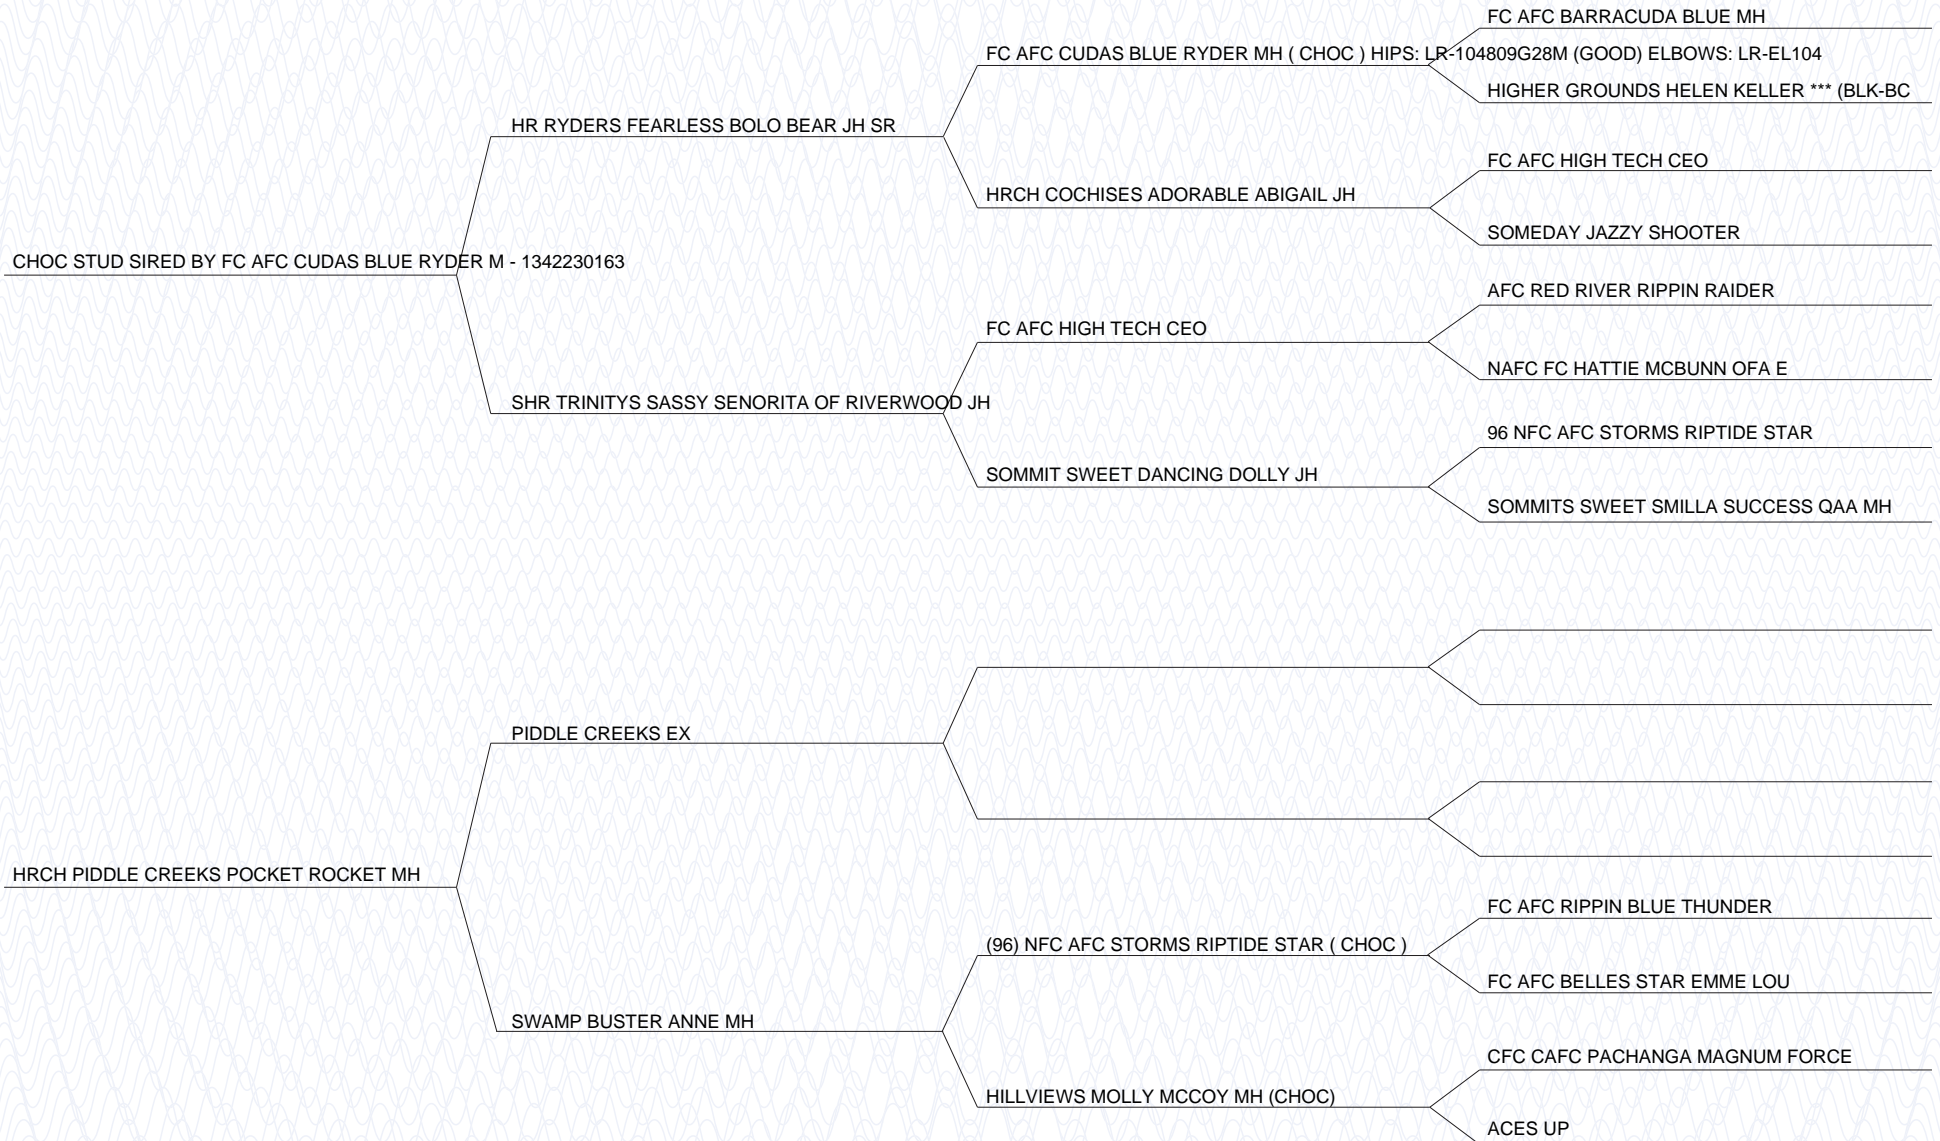 FC AFC BARRACUDA BLUE MH
FC AFC CUDAS BLUE RYDER MH ( CHOC ) HIPS: LR-104809G28M (GOOD) ELBOWS: LR-EL104
HIGHER GROUNDS HELEN KELLER *** (BLK-BC
HR RYDERS FEARLESS BOLO BEAR JH SR
FC AFC HIGH TECH CEO
HRCH COCHISES ADORABLE ABIGAIL JH
SOMEDAY JAZZY SHOOTER
CHOC STUD SIRED BY FC AFC CUDAS BLUE RYDER M - 1342230163
AFC RED RIVER RIPPIN RAIDER
FC AFC HIGH TECH CEO
NAFC FC HATTIE MCBUNN OFA E
SHR TRINITYS SASSY SENORITA OF RIVERWOOD JH
96 NFC AFC STORMS RIPTIDE STAR
SOMMIT SWEET DANCING DOLLY JH
SOMMITS SWEET SMILLA SUCCESS QAA MH
PIDDLE CREEKS EX
HRCH PIDDLE CREEKS POCKET ROCKET MH
FC AFC RIPPIN BLUE THUNDER
(96) NFC AFC STORMS RIPTIDE STAR ( CHOC )
FC AFC BELLES STAR EMME LOU
SWAMP BUSTER ANNE MH
CFC CAFC PACHANGA MAGNUM FORCE
HILLVIEWS MOLLY MCCOY MH (CHOC)
ACES UP